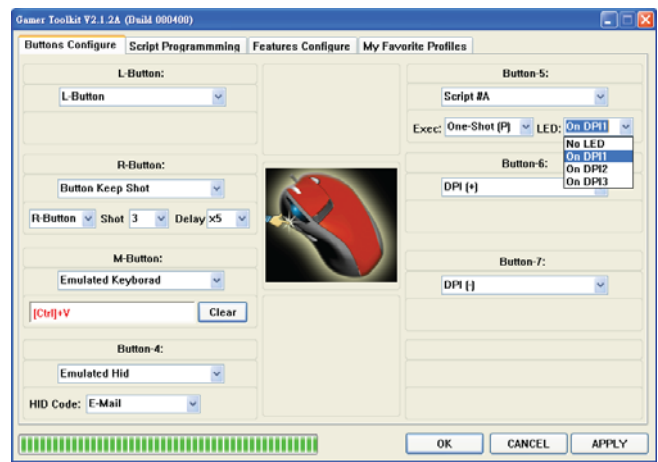 Gamer Toolkit V2.1.2A (Build 000400)
Buttons Configure Script Programmming Features Configure My Favorite Profiles
L-Button:
L-Button
R-Button:
Button Keep Shot
R-Button Shot 3 Delay x5
M-Button:
Emulated Keyborad
[Ctrl]+V Clear
Button-4:
Emulated Hid
HID Code: E-Mail
Button-5:
Script #A
Exec: One-Shot (P) LED: On DPI1
No LED
On DPI1
On DPI2
On DPI3
Button-6:
DPI (+)
Button-7:
DPI (-)
OK CANCEL APPLY